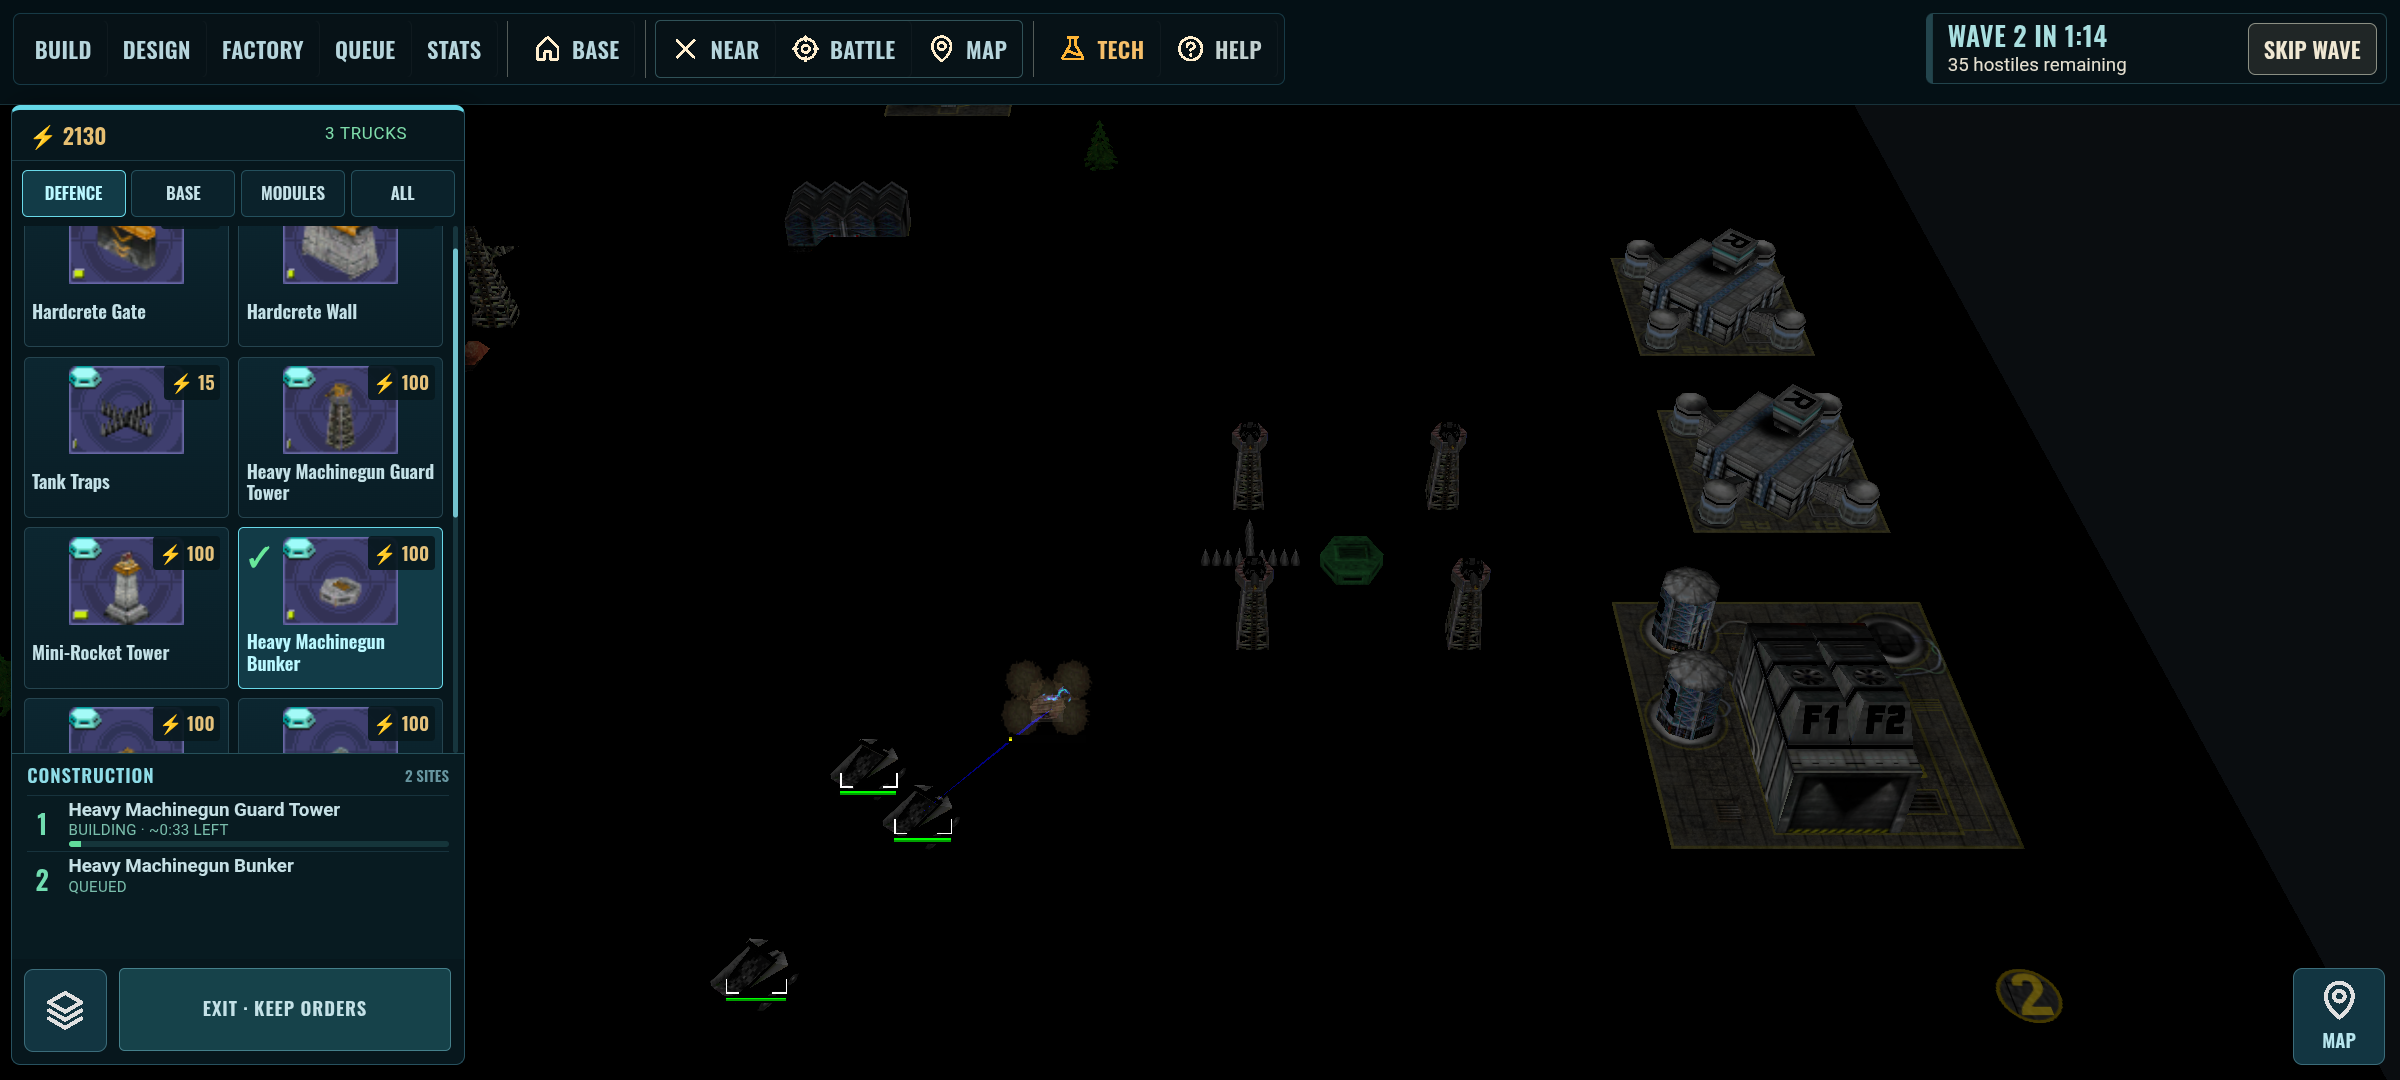 BUILD DESIGN FACTORY QUEUE STATS BASE NEAR BATTLE MAP TECH HELP
WAVE 2 IN 1:14
35 hostiles remaining
SKIP WAVE
2130
3 TRUCKS
DEFENCE BASE MODULES ALL
Hardcrete Gate
Hardcrete Wall
15
Tank Traps
100
Heavy Machinegun Guard
Tower
100
Mini-Rocket Tower
100
Heavy Machinegun
Bunker
100
100
CONSTRUCTION
2 SITES
1
Heavy Machinegun Guard Tower
BUILDING · ~0:33 LEFT
2
Heavy Machinegun Bunker
QUEUED
EXIT · KEEP ORDERS
R
R
F1 F2
2
MAP